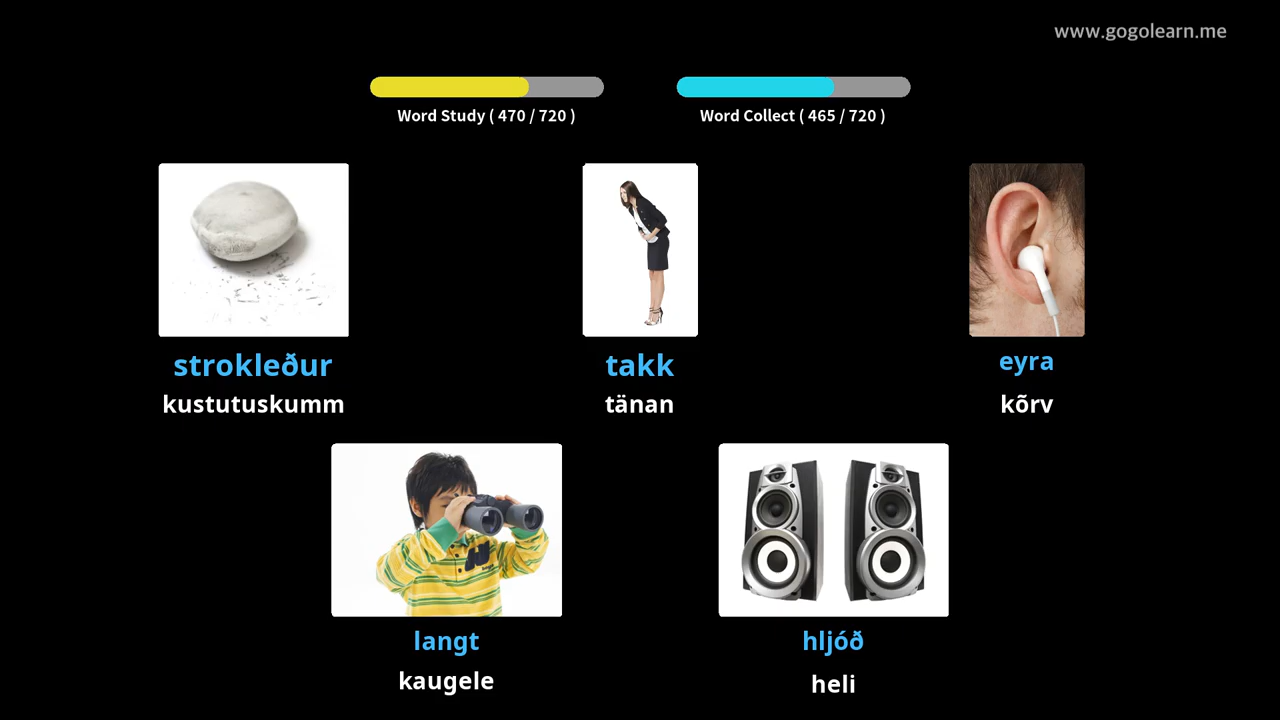 www.gogolearn.me
Word Study ( 470 / 720 )
Word Collect ( 465 / 720 )
strokleður
kustutuskumm
takk
tänan
eyra
kõrv
langt
kaugele
hljóð
heli